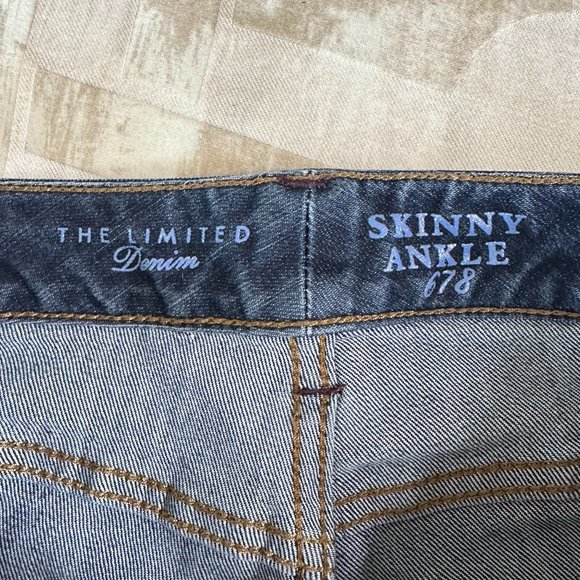 THE LIMITED
Denim
SKINNY
ANKLE
678